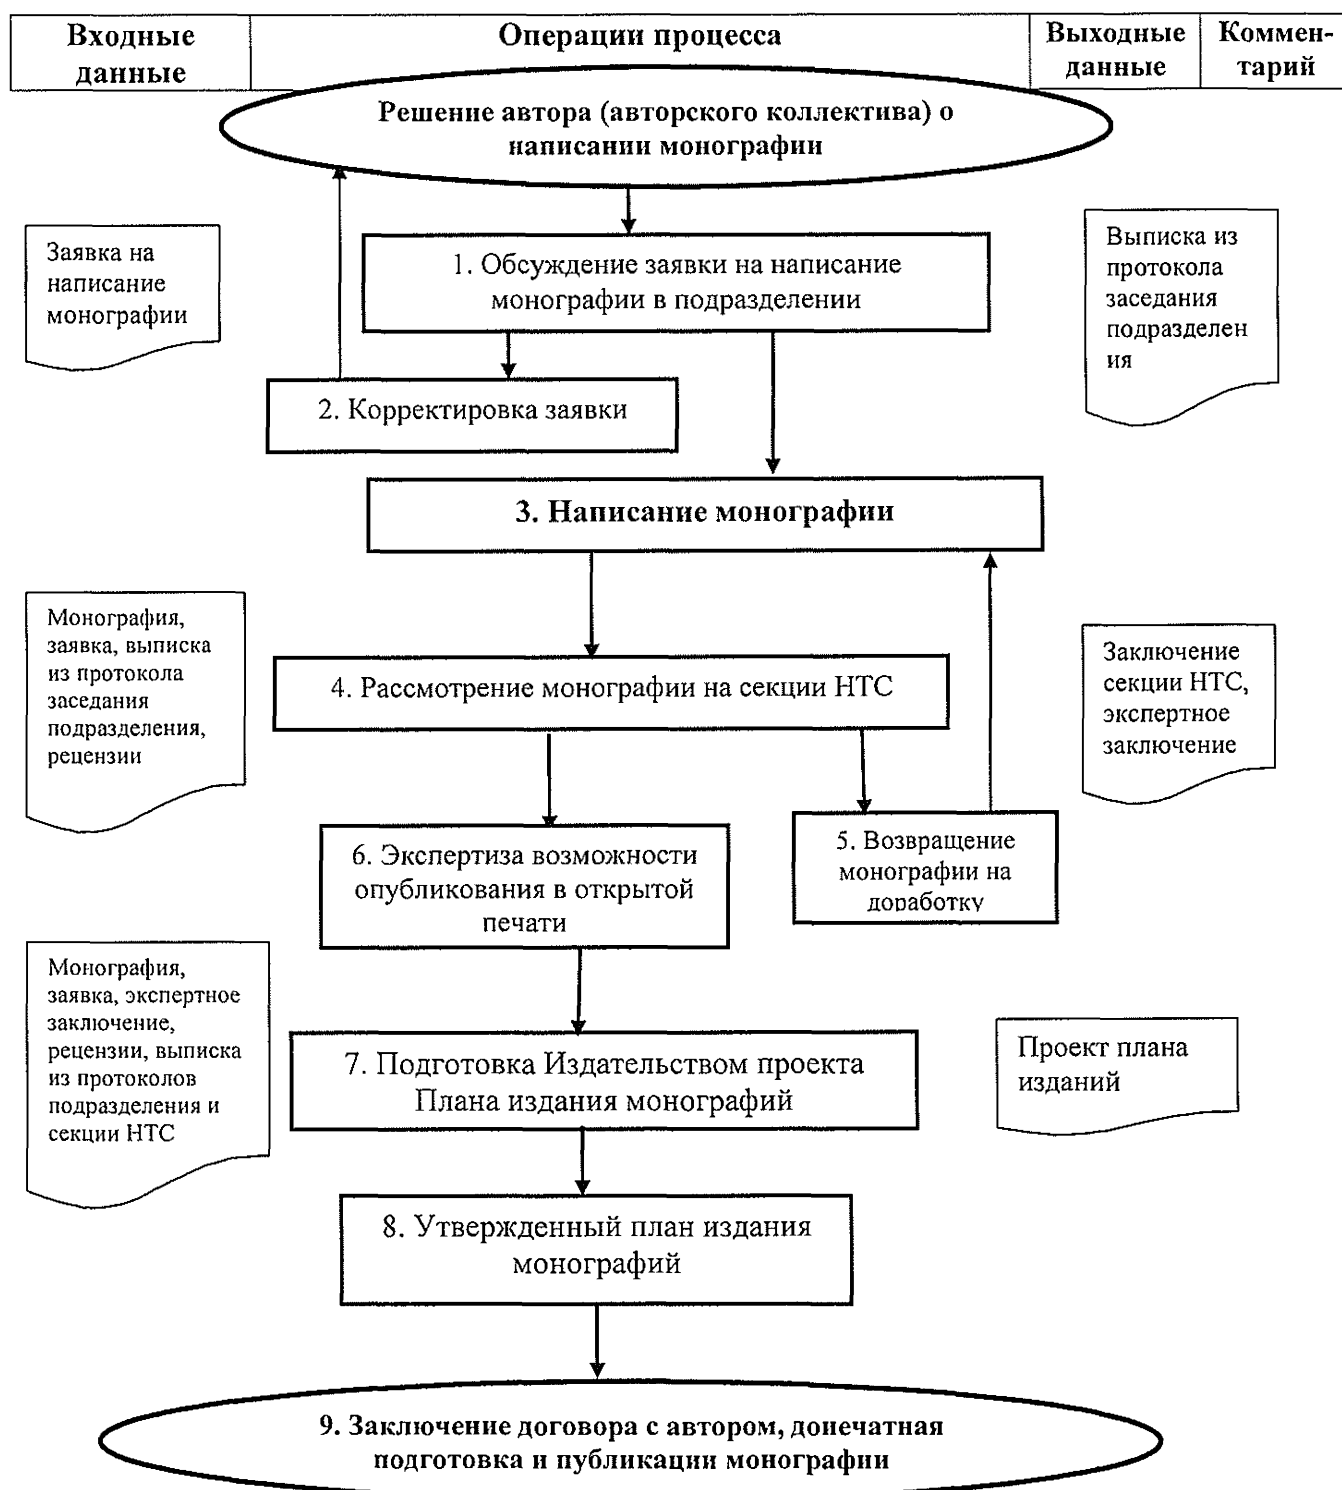 Входные
данные
Операции процесса
Выходные
данные
Коммен-
тарий
Решение автора (авторского коллектива) о
написании монографии
Заявка на
написание
монографии
1. Обсуждение заявки на написание
монографии в подразделении
Выписка из
протокола
заседания
подразделен
ия
2. Корректировка заявки
3. Написание монографии
Монография,
заявка, выписка
из протокола
заседания
подразделения,
рецензии
4. Рассмотрение монографии на секции НТС
Заключение
секции НТС,
экспертное
заключение
6. Экспертиза возможности
опубликования в открытой
печати
5. Возвращение
монографии на
доработку
Монография,
заявка, экспертное
заключение,
рецензии, выписка
из протоколов
подразделения и
секции НТС
7. Подготовка Издательством проекта
Плана издания монографий
Проект плана
изданий
8. Утвержденный план издания
монографий
9. Заключение договора с автором, донечатная
подготовка и публикации монографии